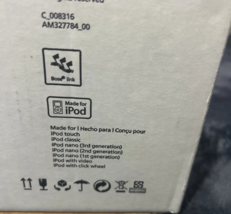 reserved
C_008316
AM327784_00
Bose® link
Made for
iPod
Made for I Hecho para I Conçu pour
iPod touch
iPod classic
iPod nano (3rd generation)
iPod nano (2nd generation)
iPod nano (1st generation)
iPod with video
iPod with click wheel